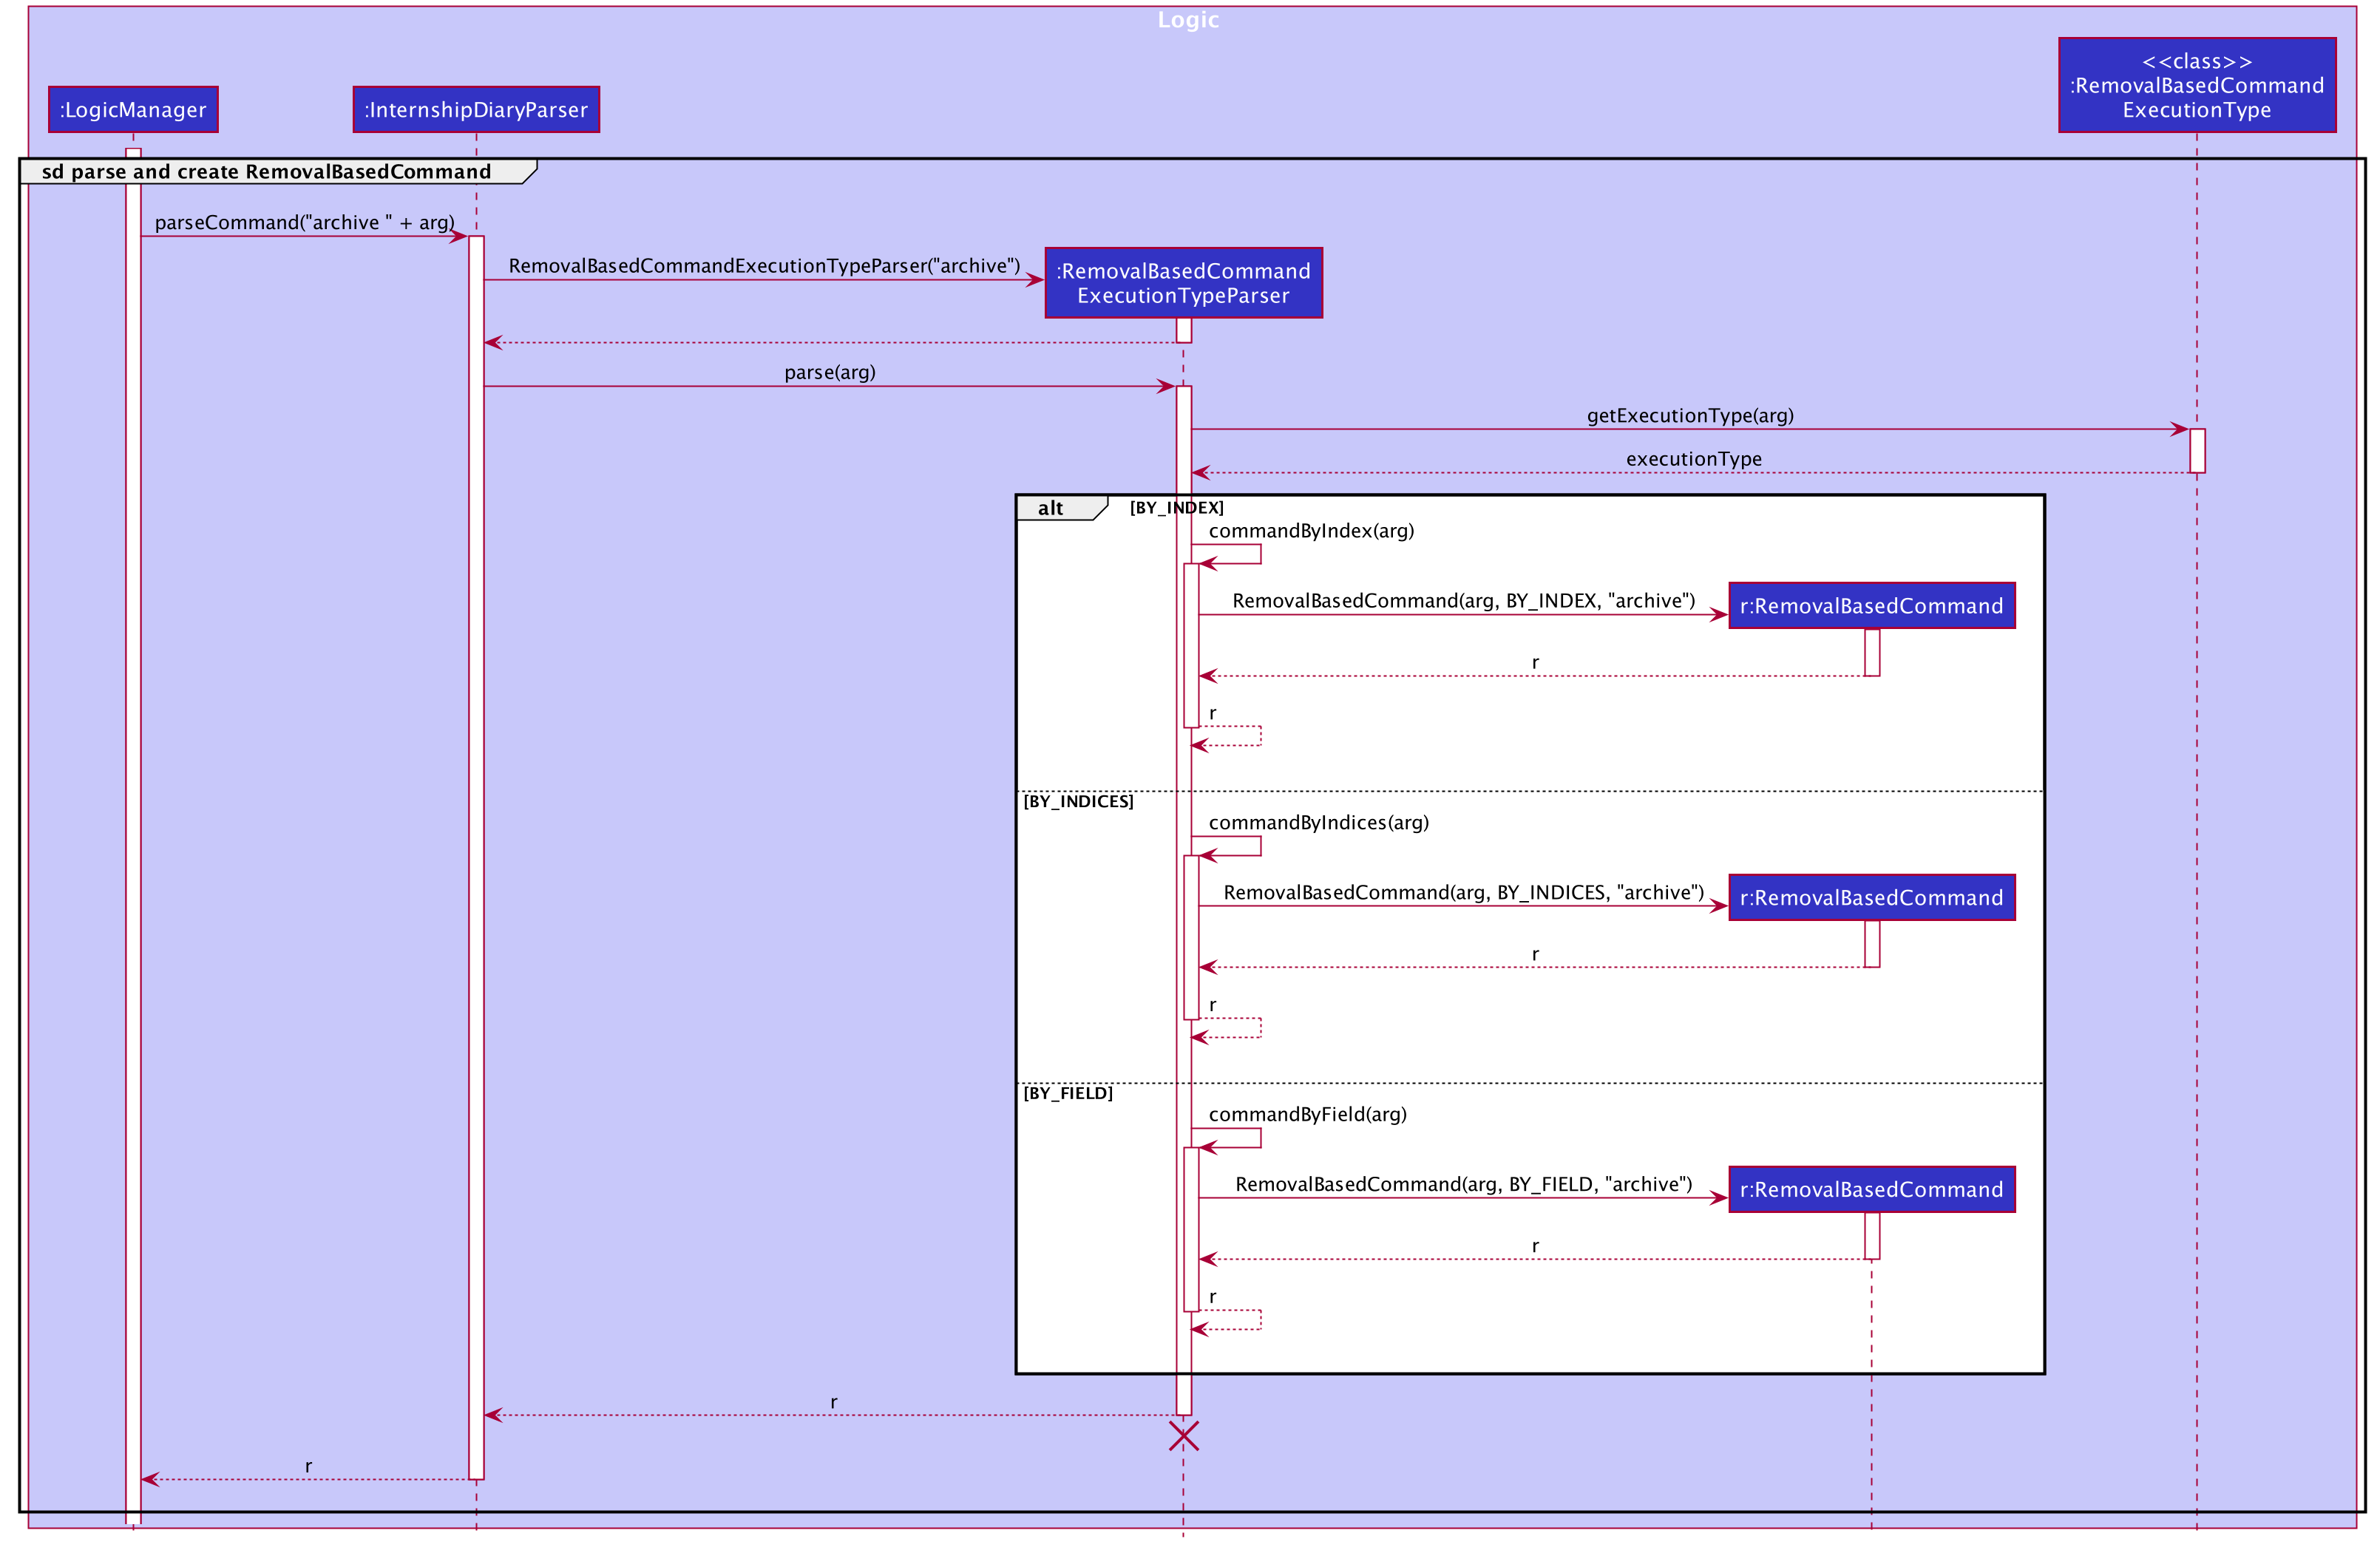 Logic
<<class>>
:RemovalBasedCommand
ExecutionType
:LogicManager
:InternshipDiaryParser
sd parse and create RemovalBasedCommand
parseCommand("archive " + arg)
RemovalBasedCommandExecutionTypeParser("archive")
:RemovalBasedCommand
ExecutionTypeParser
parse(arg)
getExecutionType(arg)
executionType
alt
[BY_INDEX]
commandByIndex(arg)
RemovalBasedCommand(arg, BY_INDEX, "archive")
r:RemovalBasedCommand
r
r
[BY_INDICES]
commandByIndices(arg)
RemovalBasedCommand(arg, BY_INDICES, "archive")
r:RemovalBasedCommand
r
r
[BY_FIELD]
commandByField(arg)
RemovalBasedCommand(arg, BY_FIELD, "archive")
r:RemovalBasedCommand
r
r
r
r